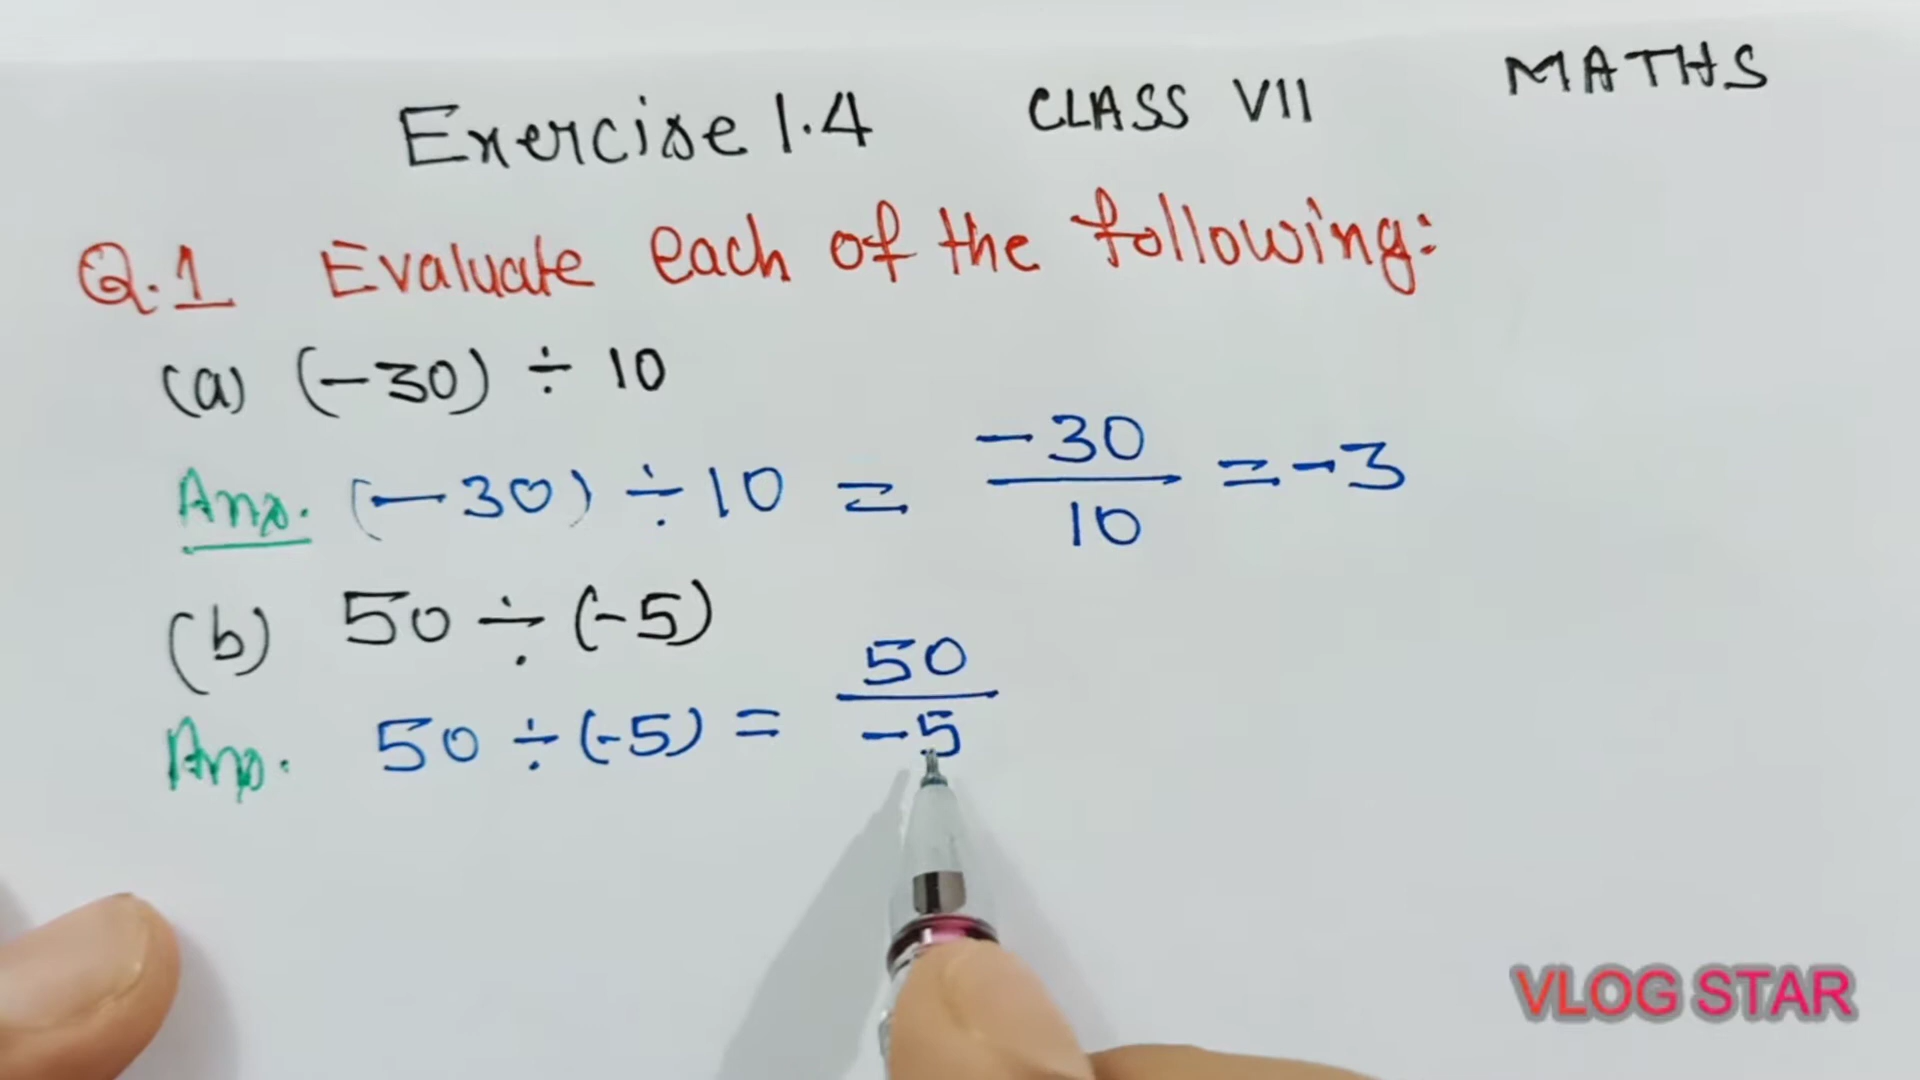 Exercise 1.4 CLASS VII MATHS
Q.1 Evaluate each of the following:
(a) (-30) ÷ 10
Ans. (-30) ÷ 10 = -30/10 = -3
(b) 50 ÷ (-5)
Ans. 50 ÷ (-5) = 50/-5
VLOG STAR